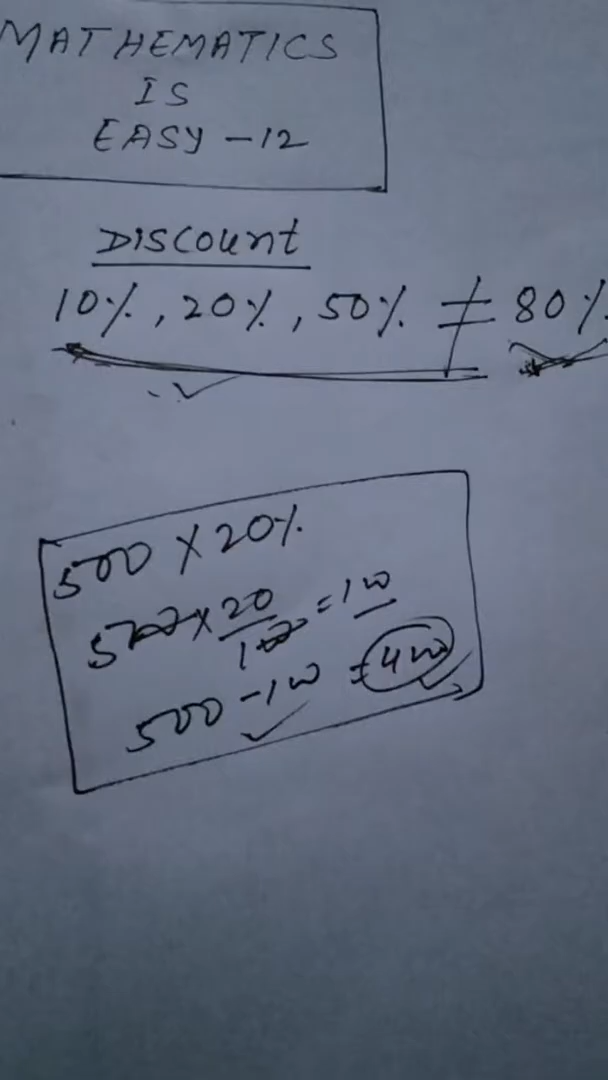 MATHEMATICS
IS
EASY -12
DISCOUNT
10%, 20%, 50% ≠ 80%
500 X 20%
500 x 20/100 = 100
500 - 100 = 400